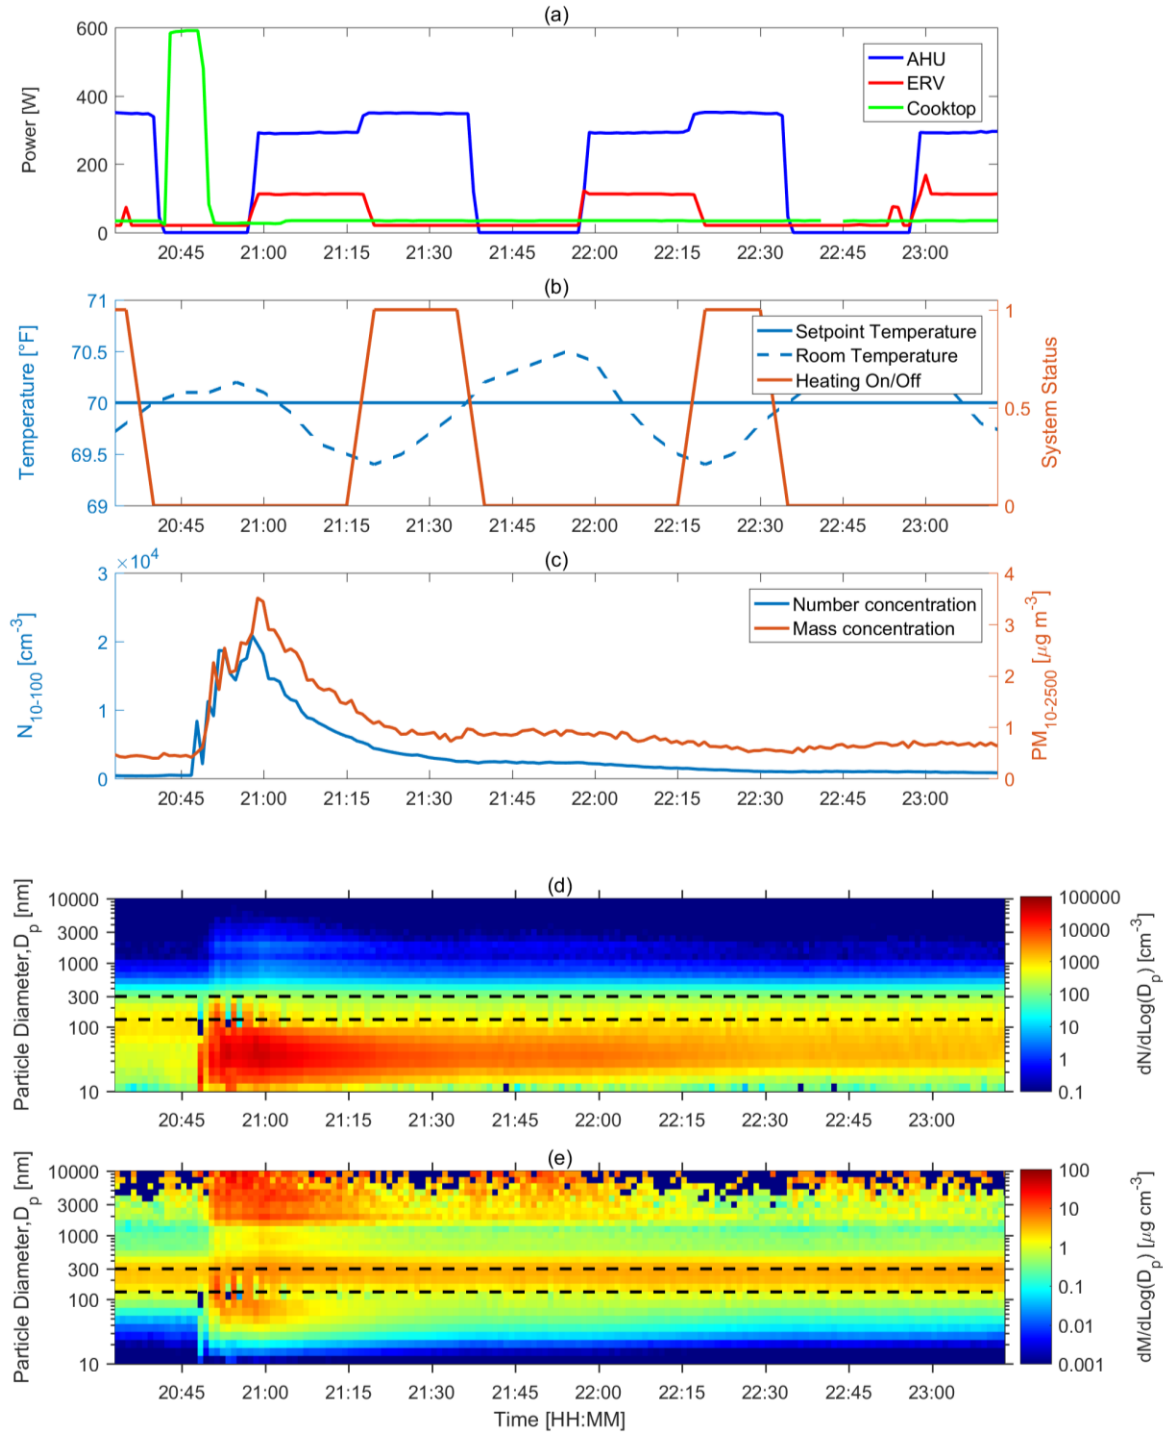 (a)
600
400
200
0
Power [W]
AHU
ERV
Cooktop
20:45 21:00 21:15 21:30 21:45 22:00 22:15 22:30 22:45 23:00
(b)
71
70.5
70
69.5
69
Temperature [°F]
Setpoint Temperature
Room Temperature
Heating On/Off
1
0.5
0
System Status
20:45 21:00 21:15 21:30 21:45 22:00 22:15 22:30 22:45 23:00
(c)
×10⁴
3
2
1
0
N₁₀₋₁₀₀ [cm⁻³]
Number concentration
Mass concentration
4
3
2
1
0
PM₁₀₋₂₅₀₀ [μg m⁻³]
20:45 21:00 21:15 21:30 21:45 22:00 22:15 22:30 22:45 23:00
(d)
10000
3000
1000
300
100
10
Particle Diameter,Dₚ [nm]
100000
10000
1000
100
10
1
0.1
dN/dLog(Dₚ) [cm⁻³]
20:45 21:00 21:15 21:30 21:45 22:00 22:15 22:30 22:45 23:00
(e)
10000
3000
1000
300
100
10
Particle Diameter,Dₚ [nm]
100
10
1
0.1
0.01
0.001
dM/dLog(Dₚ) [μg cm⁻³]
20:45 21:00 21:15 21:30 21:45 22:00 22:15 22:30 22:45 23:00
Time [HH:MM]